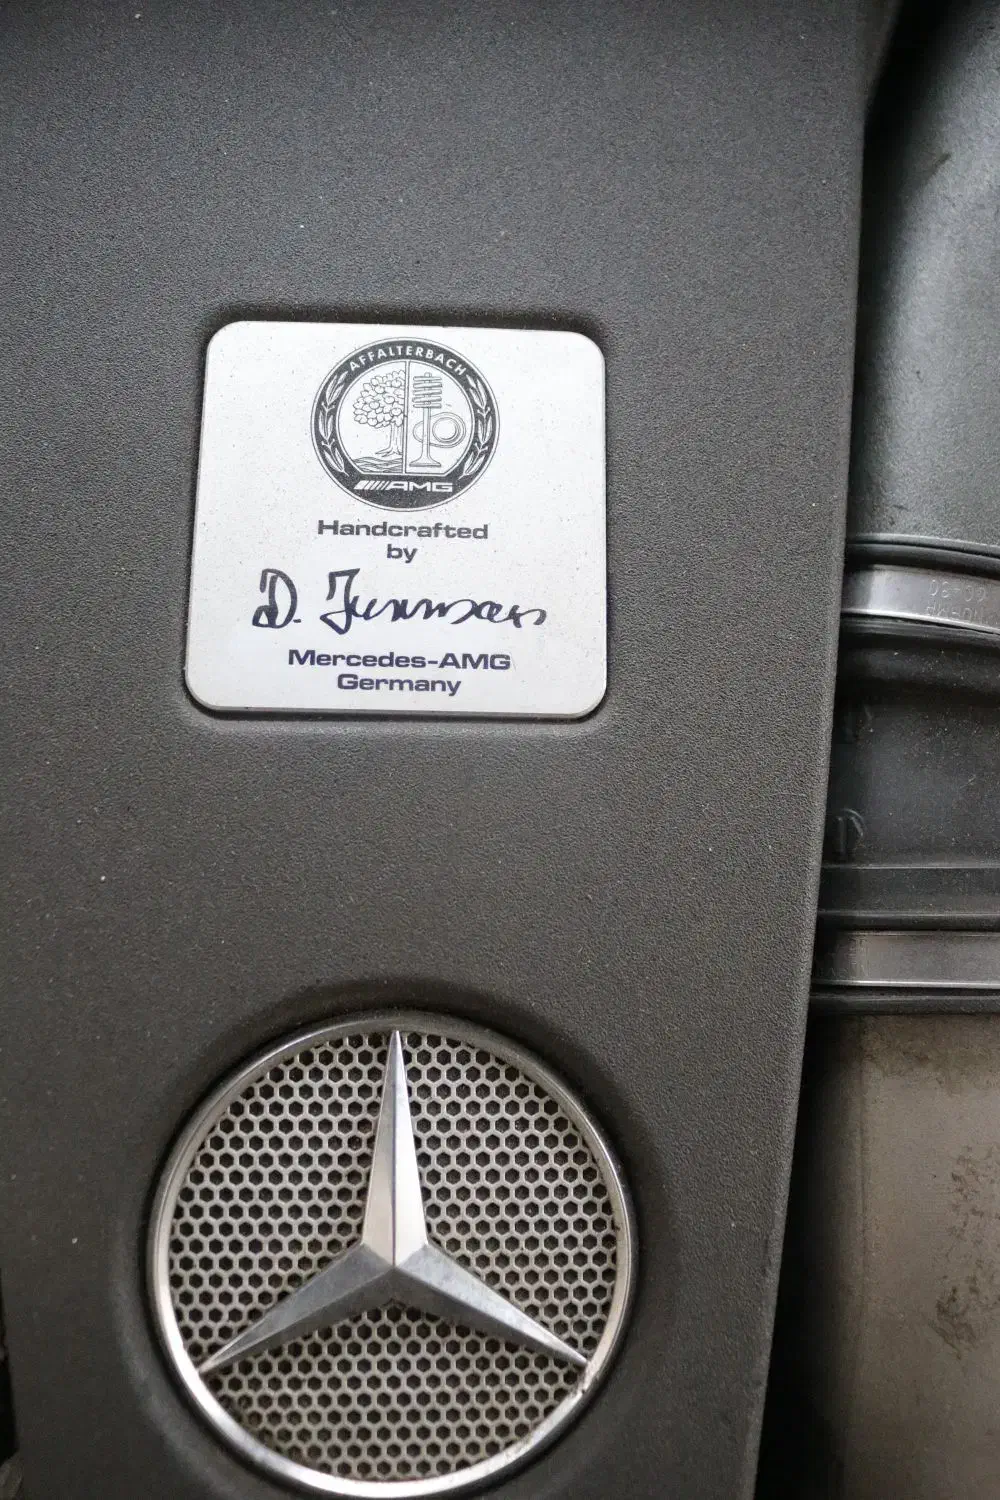 AFFALTERBACH
AMG
Handcrafted
by
D.
Mercedes-AMG
Germany